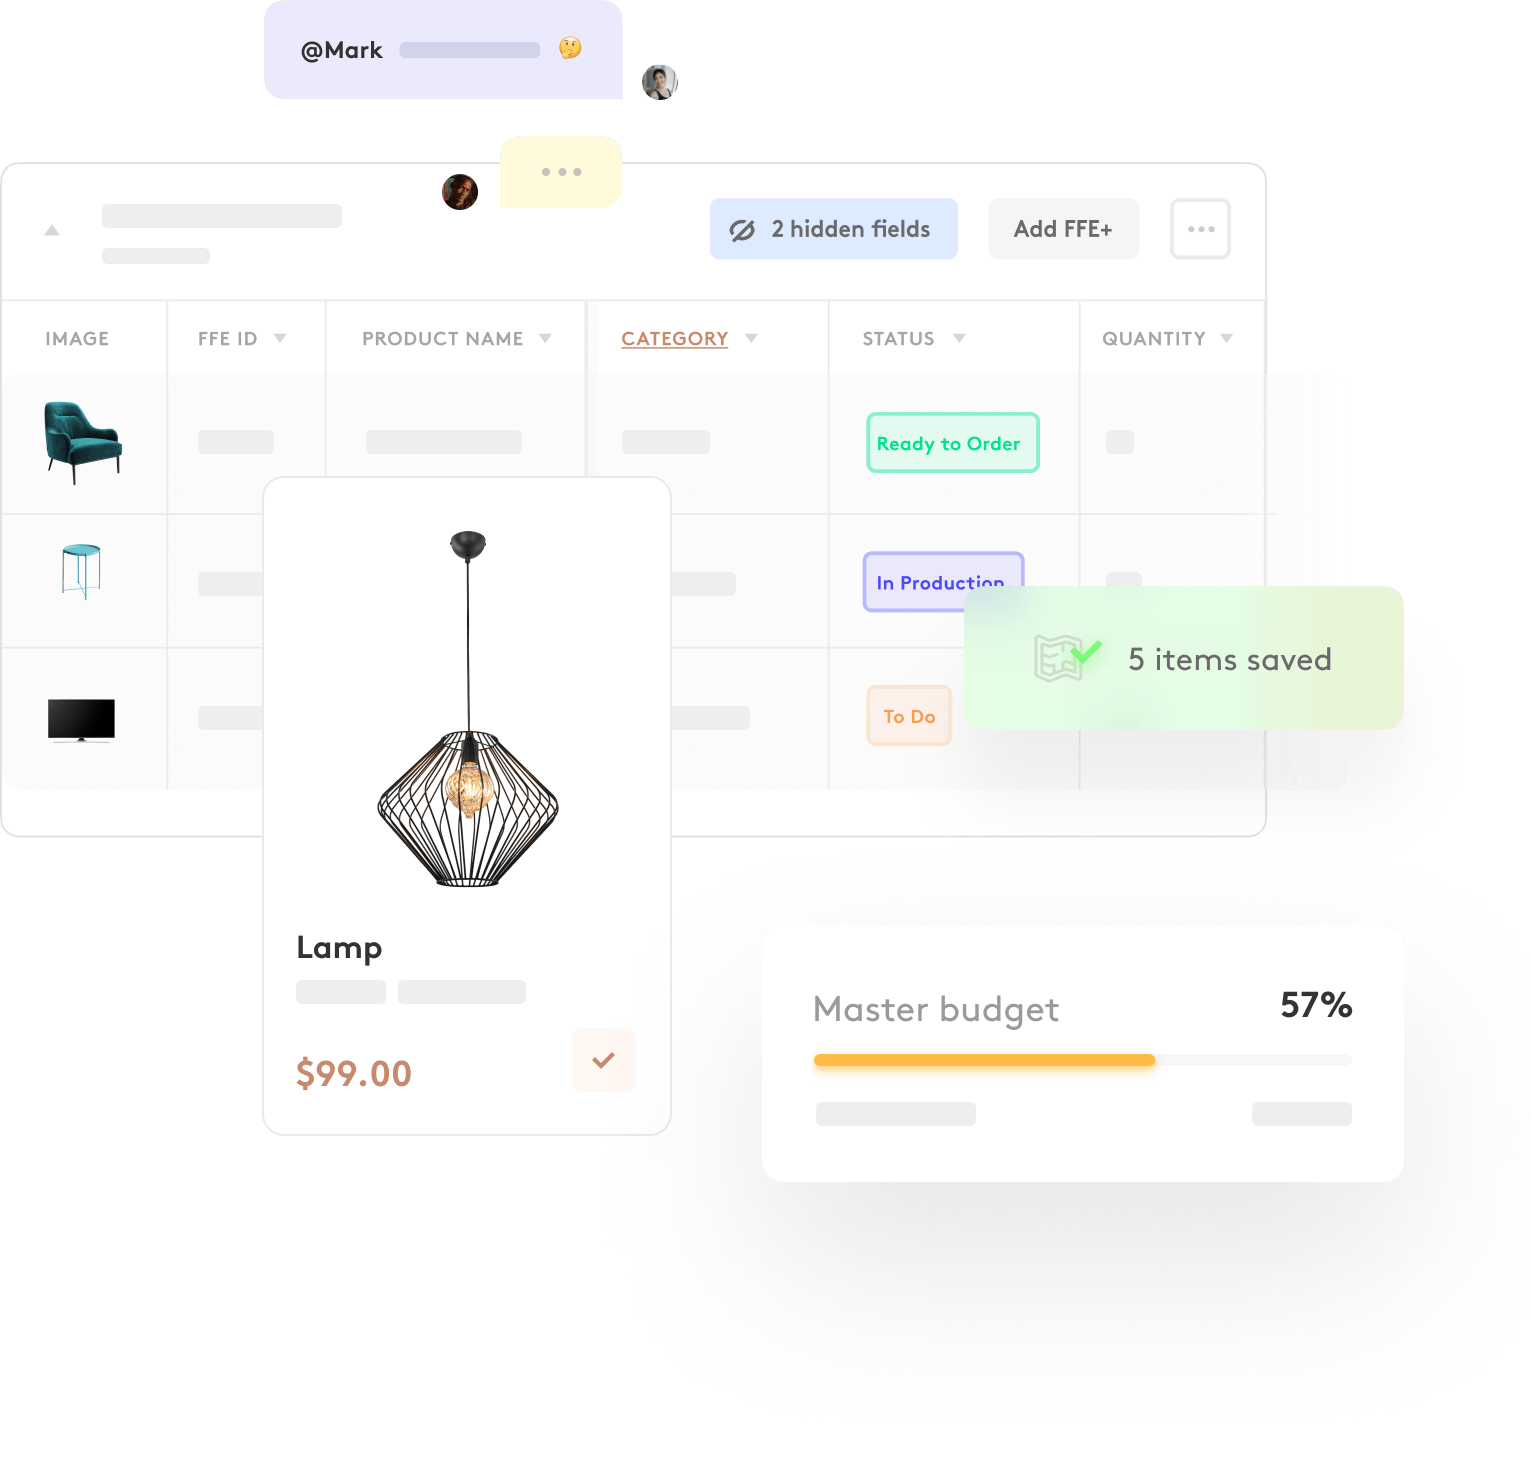 @Mark 🤔
2 hidden fields
Add FFE+
IMAGE
FFE ID
PRODUCT NAME
CATEGORY
STATUS
QUANTITY
Ready to Order
In Production
5 items saved
To Do
Lamp
$99.00
Master budget
57%